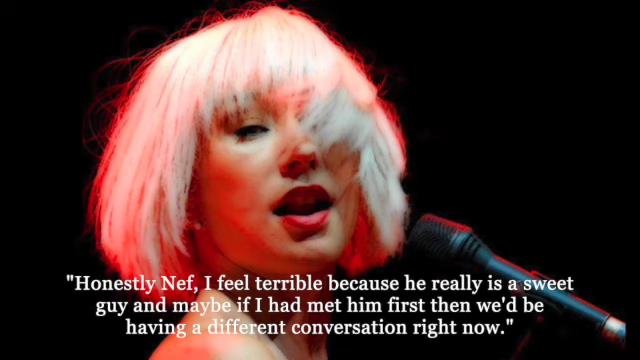 "Honestly Nef, I feel terrible because he really is a sweet
guy and maybe if I had met him first then we'd be
having a different conversation right now."